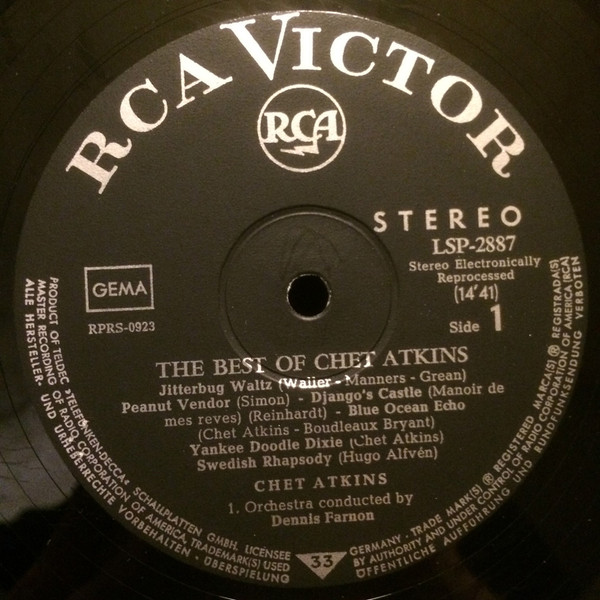 RCA VICTOR
RCA
STEREO
LSP-2887
Stereo Electronically
Reprocessed
(14'41)
Side 1
GEMA
RPRS-0923
THE BEST OF CHET ATKINS
Jitterbug Waltz (Waller - Manners - Grean)
Peanut Vendor (Simon) - Django's Castle (Manoir de
mes reves) (Reinhardt) - Blue Ocean Echo
(Chet Atkins - Boudleaux Bryant)
Yankee Doodle Dixie (Chet Atkins)
Swedish Rhapsody (Hugo Alfvén)
CHET ATKINS
1. Orchestra conducted by
Dennis Farnon
33
PRODUCT OF TELDEC »TELEFUNKEN-DECCA« SCHALLPLATTEN GMBH. LICENSEE
MASTER RECORDING OF RADIO CORPORATION OF AMERICA, TRADEMARK(S) USED
ALLE HERSTELLER- UND URHEBERRECHTE VORBEHALTEN · ÜBERSPIELUNG
GERMANY - TRADE MARK(S) ® REGISTERED MARCA(S) ® REGISTRADA(S)
BY AUTHORITY AND UNDER CONTROL OF RADIO CORPORATION OF AMERICA (RCA)
ÖFFENTLICHE AUFFÜHRUNG UND RUNDFUNKSENDUNG VERBOTEN